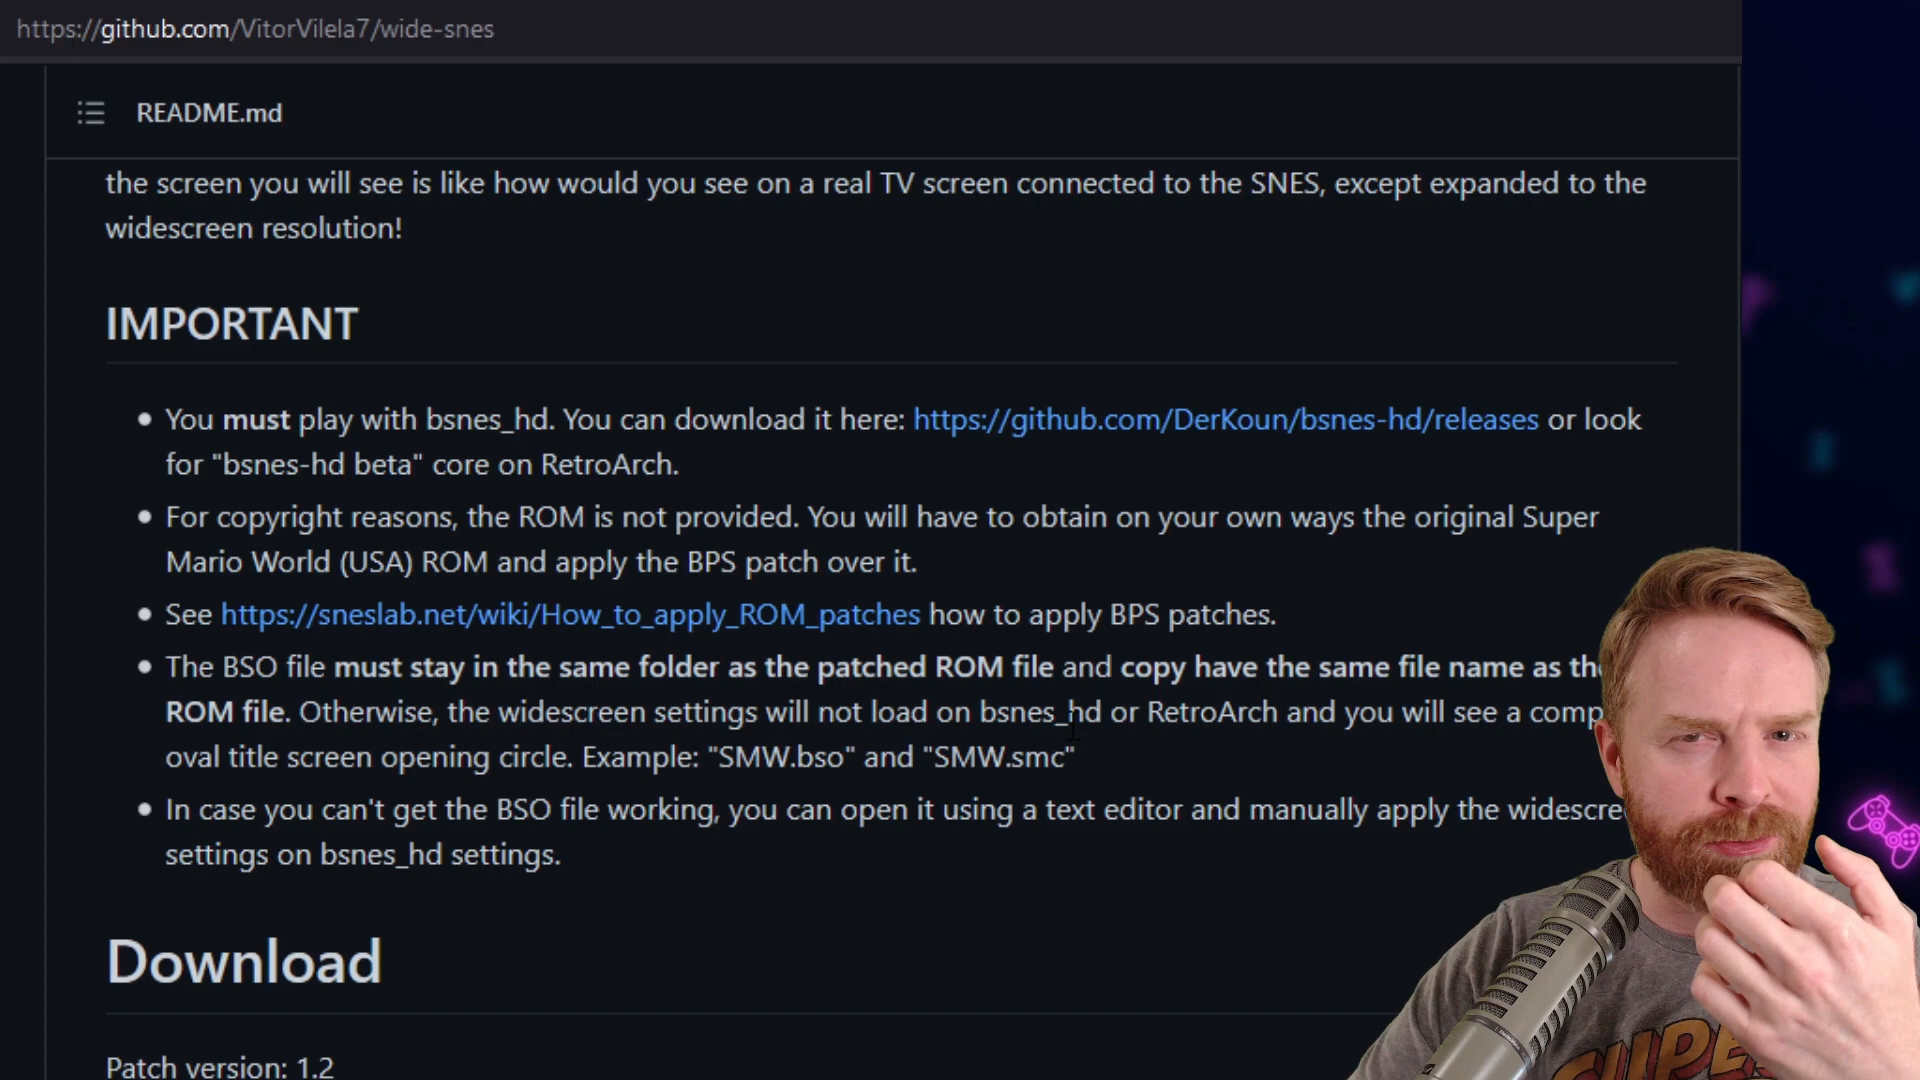 https://github.com/VitorVilela7/wide-snes
README.md
the screen you will see is like how would you see on a real TV screen connected to the SNES, except expanded to the
widescreen resolution!
IMPORTANT
You must play with bsnes_hd. You can download it here: https://github.com/DerKoun/bsnes-hd/releases or look
for "bsnes-hd beta" core on RetroArch.
For copyright reasons, the ROM is not provided. You will have to obtain on your own ways the original Super
Mario World (USA) ROM and apply the BPS patch over it.
See https://sneslab.net/wiki/How_to_apply_ROM_patches how to apply BPS patches.
The BSO file must stay in the same folder as the patched ROM file and copy have the same file name as the
ROM file. Otherwise, the widescreen settings will not load on bsnes_hd or RetroArch and you will see a comp
oval title screen opening circle. Example: "SMW.bso" and "SMW.smc"
In case you can't get the BSO file working, you can open it using a text editor and manually apply the widescre
settings on bsnes_hd settings.
Download
Patch version: 1.2